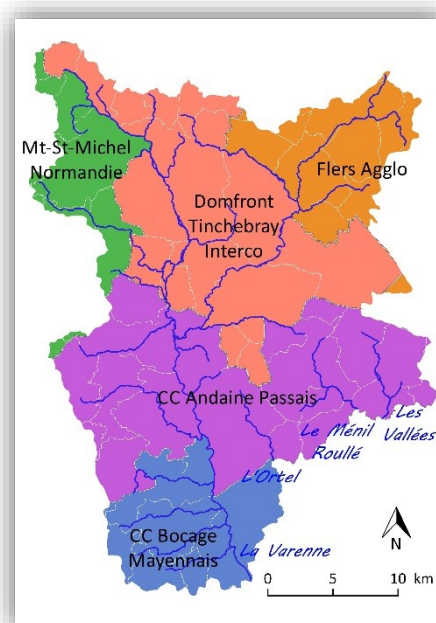 Mt-St-Michel
Normandie
Flers Agglo
Domfront
Tinchebray
Interco
CC Andaine Passais
Les
Vallées
Le Ménil
Roullé
L'Ortel
CC Bocage
Mayennais
La Varenne
N
0 5 10 km